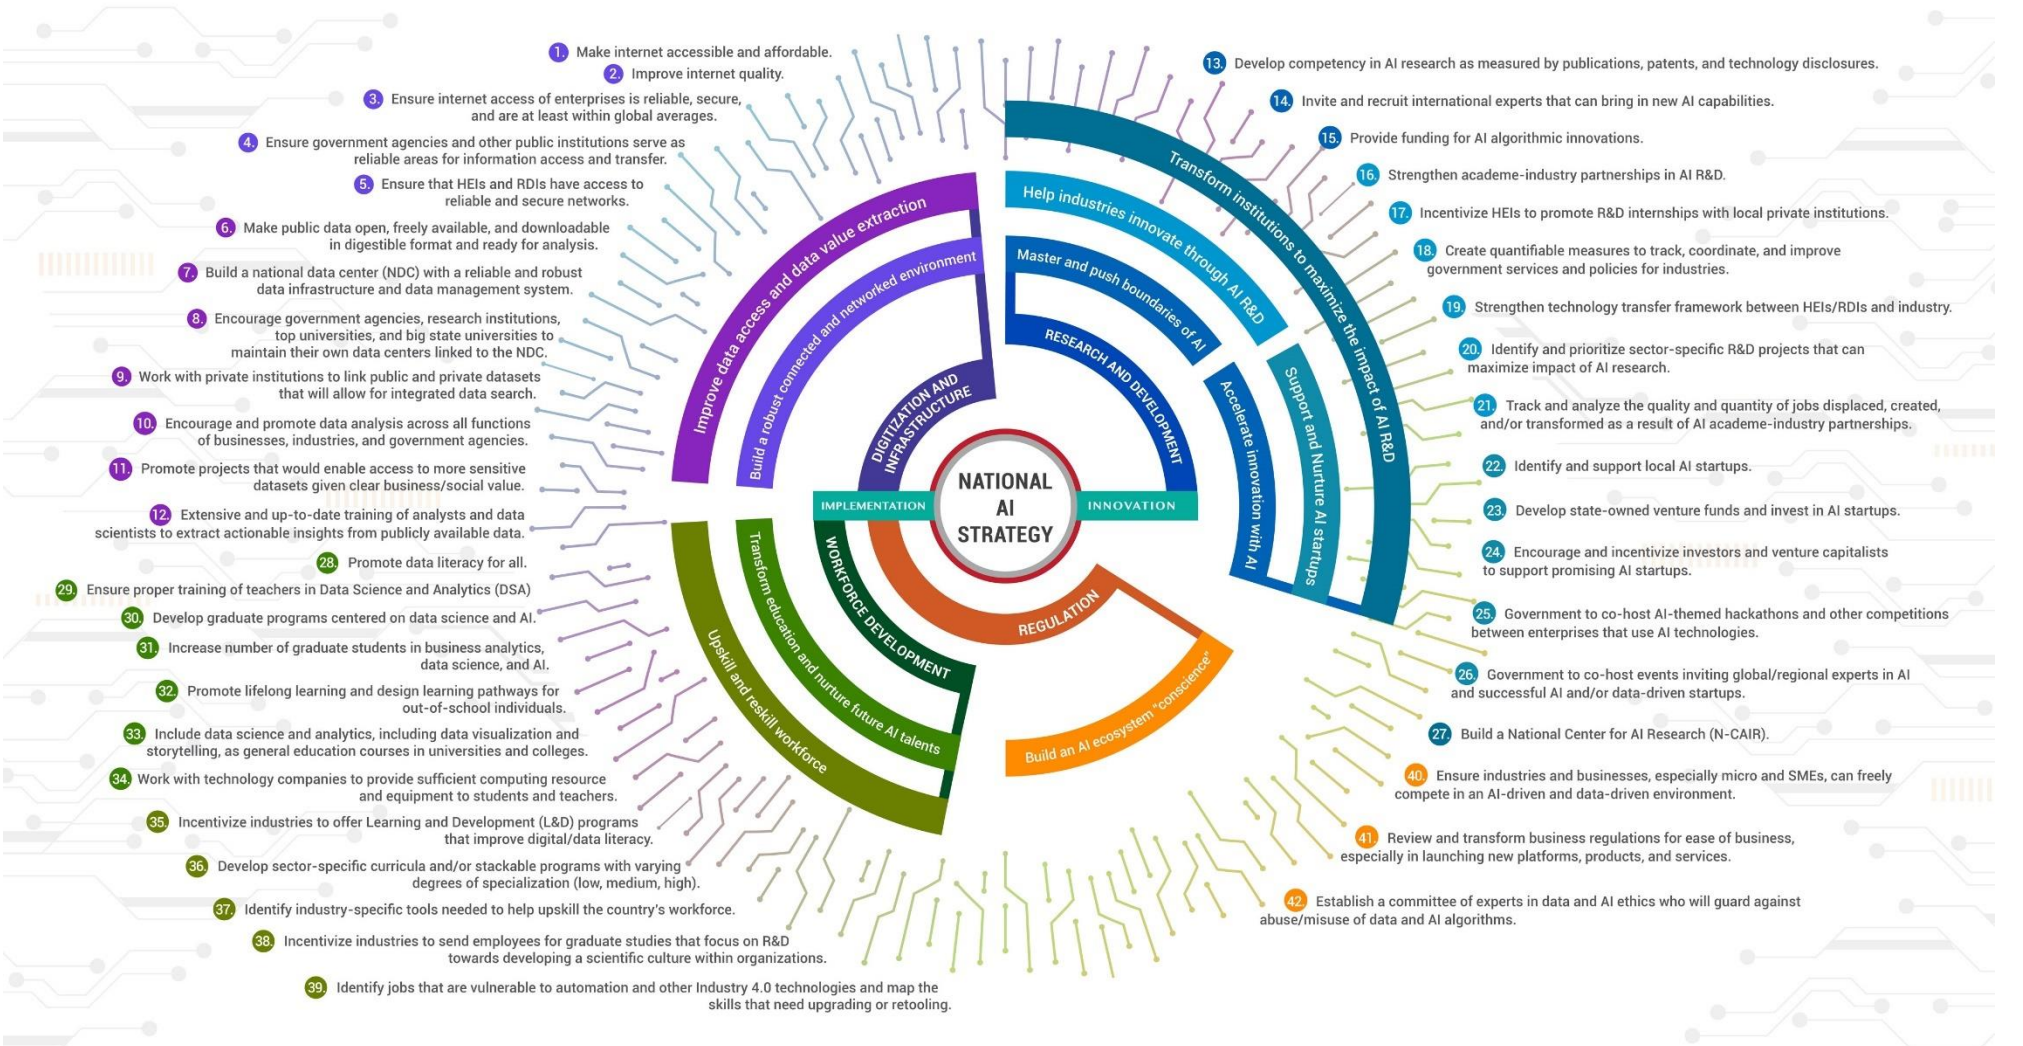 1. Make internet accessible and affordable.
2. Improve internet quality.
3. Ensure internet access of enterprises is reliable, secure,
and are at least within global averages.
4. Ensure government agencies and other public institutions serve as
reliable areas for information access and transfer.
5. Ensure that HEIs and RDIs have access to
reliable and secure networks.
6. Make public data open, freely available, and downloadable
in digestible format and ready for analysis.
7. Build a national data center (NDC) with a reliable and robust
data infrastructure and data management system.
8. Encourage government agencies, research institutions,
top universities, and big state universities to
maintain their own data centers linked to the NDC.
9. Work with private institutions to link public and private datasets
that will allow for integrated data search.
10. Encourage and promote data analysis across all functions
of businesses, industries, and government agencies.
11. Promote projects that would enable access to more sensitive
datasets given clear business/social value.
12. Extensive and up-to-date training of analysts and data
scientists to extract actionable insights from publicly available data.
28. Promote data literacy for all.
29. Ensure proper training of teachers in Data Science and Analytics (DSA)
30. Develop graduate programs centered on data science and AI.
31. Increase number of graduate students in business analytics,
data science, and AI.
32. Promote lifelong learning and design learning pathways for
out-of-school individuals.
33. Include data science and analytics, including data visualization and
storytelling, as general education courses in universities and colleges.
34. Work with technology companies to provide sufficient computing resource
and equipment to students and teachers.
35. Incentivize industries to offer Learning and Development (L&D) programs
that improve digital/data literacy.
36. Develop sector-specific curricula and/or stackable programs with varying
degrees of specialization (low, medium, high).
37. Identify industry-specific tools needed to help upskill the country's workforce.
38. Incentivize industries to send employees for graduate studies that focus on R&D
towards developing a scientific culture within organizations.
39. Identify jobs that are vulnerable to automation and other Industry 4.0 technologies and map the
skills that need upgrading or retooling.
Improve data access and data value extraction
Build a robust connected and networked environment
DIGITIZATION AND
INFRASTRUCTURE
Transform institutions to maximize the impact of AI R&D
Help industries innovate through AI R&D
Master and push boundaries of AI
RESEARCH AND DEVELOPMENT
Accelerate innovation with AI
Support and Nurture AI startups
IMPLEMENTATION
NATIONAL
AI
STRATEGY
INNOVATION
WORKFORCE DEVELOPMENT
Transform education and nurture future AI talents
Upskill and reskill workforce
REGULATION
Build an AI ecosystem "conscience"
13. Develop competency in AI research as measured by publications, patents, and technology disclosures.
14. Invite and recruit international experts that can bring in new AI capabilities.
15. Provide funding for AI algorithmic innovations.
16. Strengthen academe-industry partnerships in AI R&D.
17. Incentivize HEIs to promote R&D internships with local private institutions.
18. Create quantifiable measures to track, coordinate, and improve
government services and policies for industries.
19. Strengthen technology transfer framework between HEIs/RDIs and industry.
20. Identify and prioritize sector-specific R&D projects that can
maximize impact of AI research.
21. Track and analyze the quality and quantity of jobs displaced, created,
and/or transformed as a result of AI academe-industry partnerships.
22. Identify and support local AI startups.
23. Develop state-owned venture funds and invest in AI startups.
24. Encourage and incentivize investors and venture capitalists
to support promising AI startups.
25. Government to co-host AI-themed hackathons and other competitions
between enterprises that use AI technologies.
26. Government to co-host events inviting global/regional experts in AI
and successful AI and/or data-driven startups.
27. Build a National Center for AI Research (N-CAIR).
40. Ensure industries and businesses, especially micro and SMEs, can freely
compete in an AI-driven and data-driven environment.
41. Review and transform business regulations for ease of business,
especially in launching new platforms, products, and services.
42. Establish a committee of experts in data and AI ethics who will guard against
abuse/misuse of data and AI algorithms.